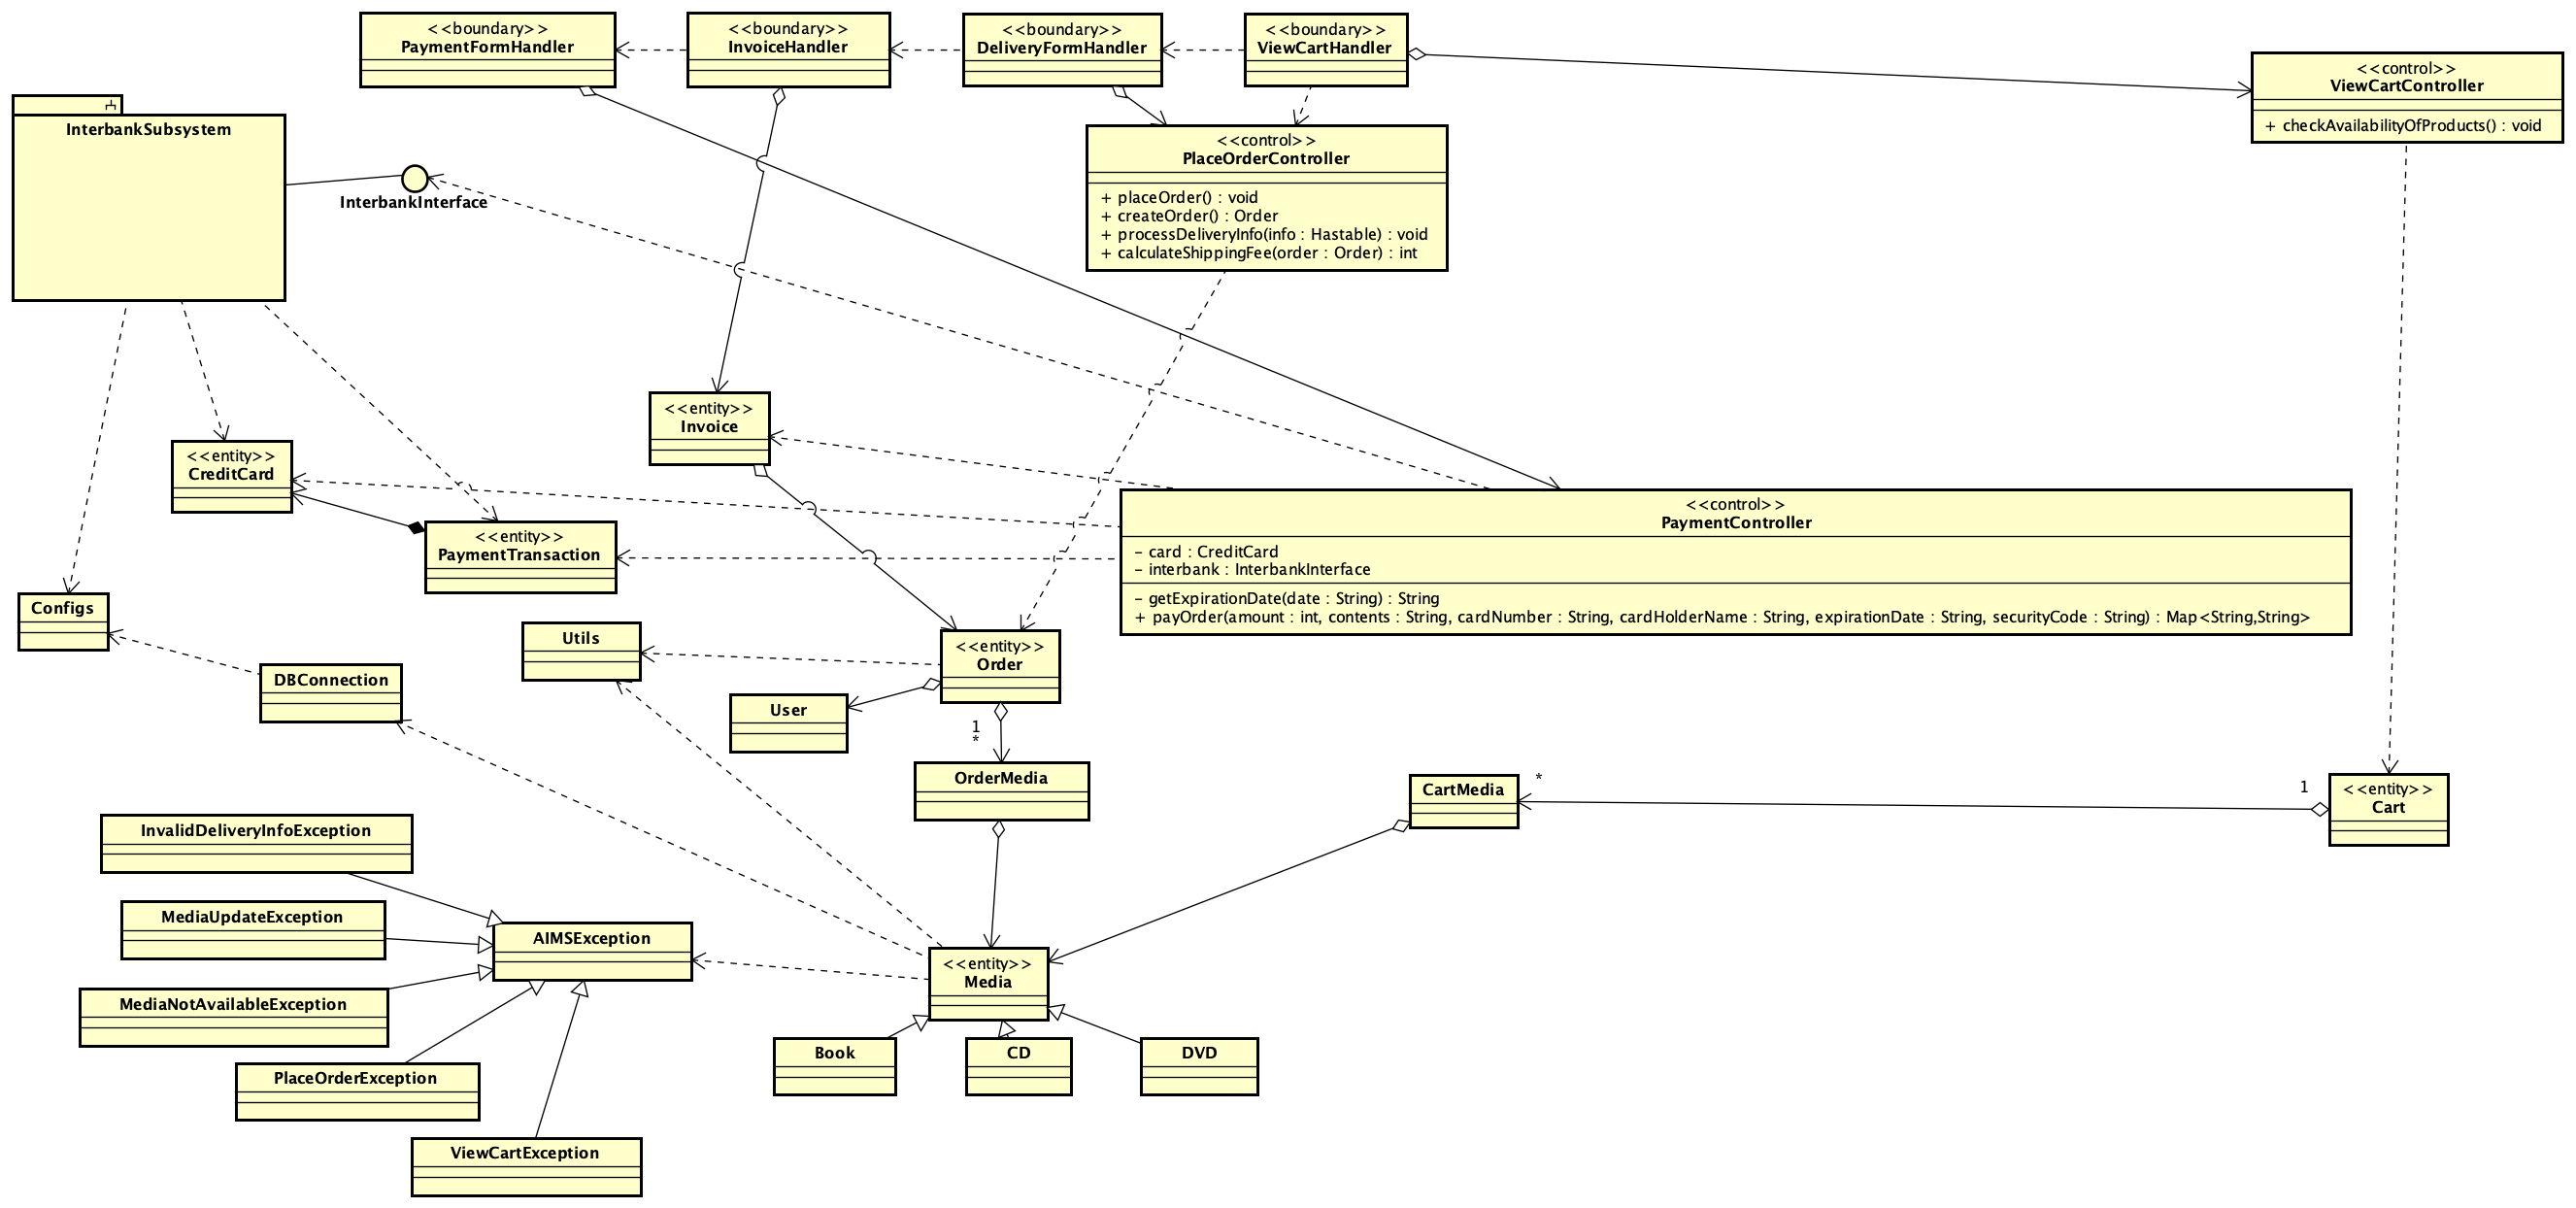 <<boundary>>
PaymentFormHandler
<<boundary>>
InvoiceHandler
<<boundary>>
DeliveryFormHandler
<<boundary>>
ViewCartHandler
<<control>>
ViewCartController
+ checkAvailabilityOfProducts() : void
InterbankSubsystem
InterbankInterface
<<control>>
PlaceOrderController
+ placeOrder() : void
+ createOrder() : Order
+ processDeliveryInfo(info : Hastable) : void
+ calculateShippingFee(order : Order) : int
<<entity>>
Invoice
<<entity>>
CreditCard
<<entity>>
PaymentTransaction
<<control>>
PaymentController
- card : CreditCard
- interbank : InterbankInterface
- getExpirationDate(date : String) : String
+ payOrder(amount : int, contents : String, cardNumber : String, cardHolderName : String, expirationDate : String, securityCode : String) : Map<String,String>
Configs
Utils
<<entity>>
Order
DBConnection
User
1
*
OrderMedia
CartMedia
*
1
<<entity>>
Cart
InvalidDeliveryInfoException
MediaUpdateException
AIMSException
MediaNotAvailableException
<<entity>>
Media
PlaceOrderException
Book
CD
DVD
ViewCartException